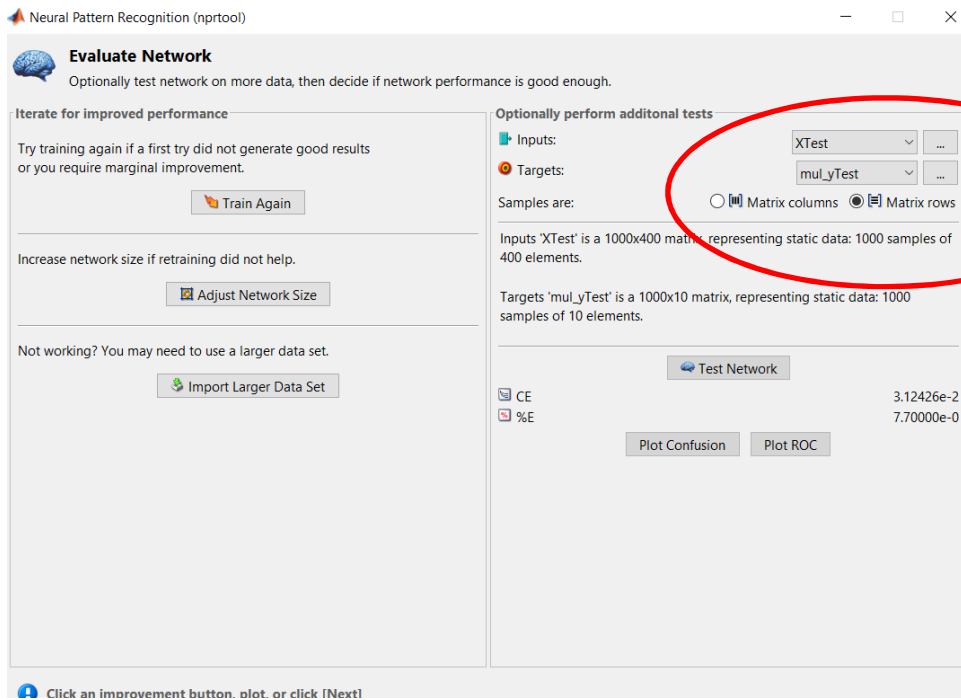 Neural Pattern Recognition (nprtool)
Evaluate Network
Optionally test network on more data, then decide if network performance is good enough.
Iterate for improved performance
Try training again if a first try did not generate good results
or you require marginal improvement.
Train Again
Increase network size if retraining did not help.
Adjust Network Size
Not working? You may need to use a larger data set.
Import Larger Data Set
Optionally perform additonal tests
Inputs: XTest ...
Targets: mul_yTest ...
Samples are: Matrix columns Matrix rows
Inputs 'XTest' is a 1000x400 matrix, representing static data: 1000 samples of
400 elements.
Targets 'mul_yTest' is a 1000x10 matrix, representing static data: 1000
samples of 10 elements.
Test Network
CE 3.12426e-2
%E 7.70000e-0
Plot Confusion Plot ROC
Click an improvement button, plot, or click [Next]